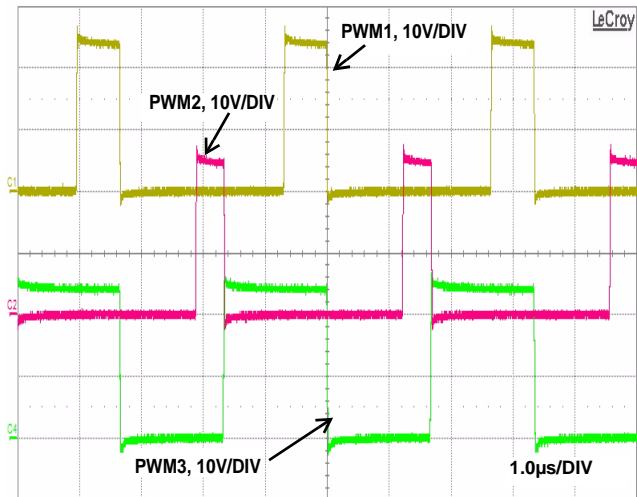 LeCroy
PWM1, 10V/DIV
PWM2, 10V/DIV
C1
C2
C4
PWM3, 10V/DIV
1.0µs/DIV